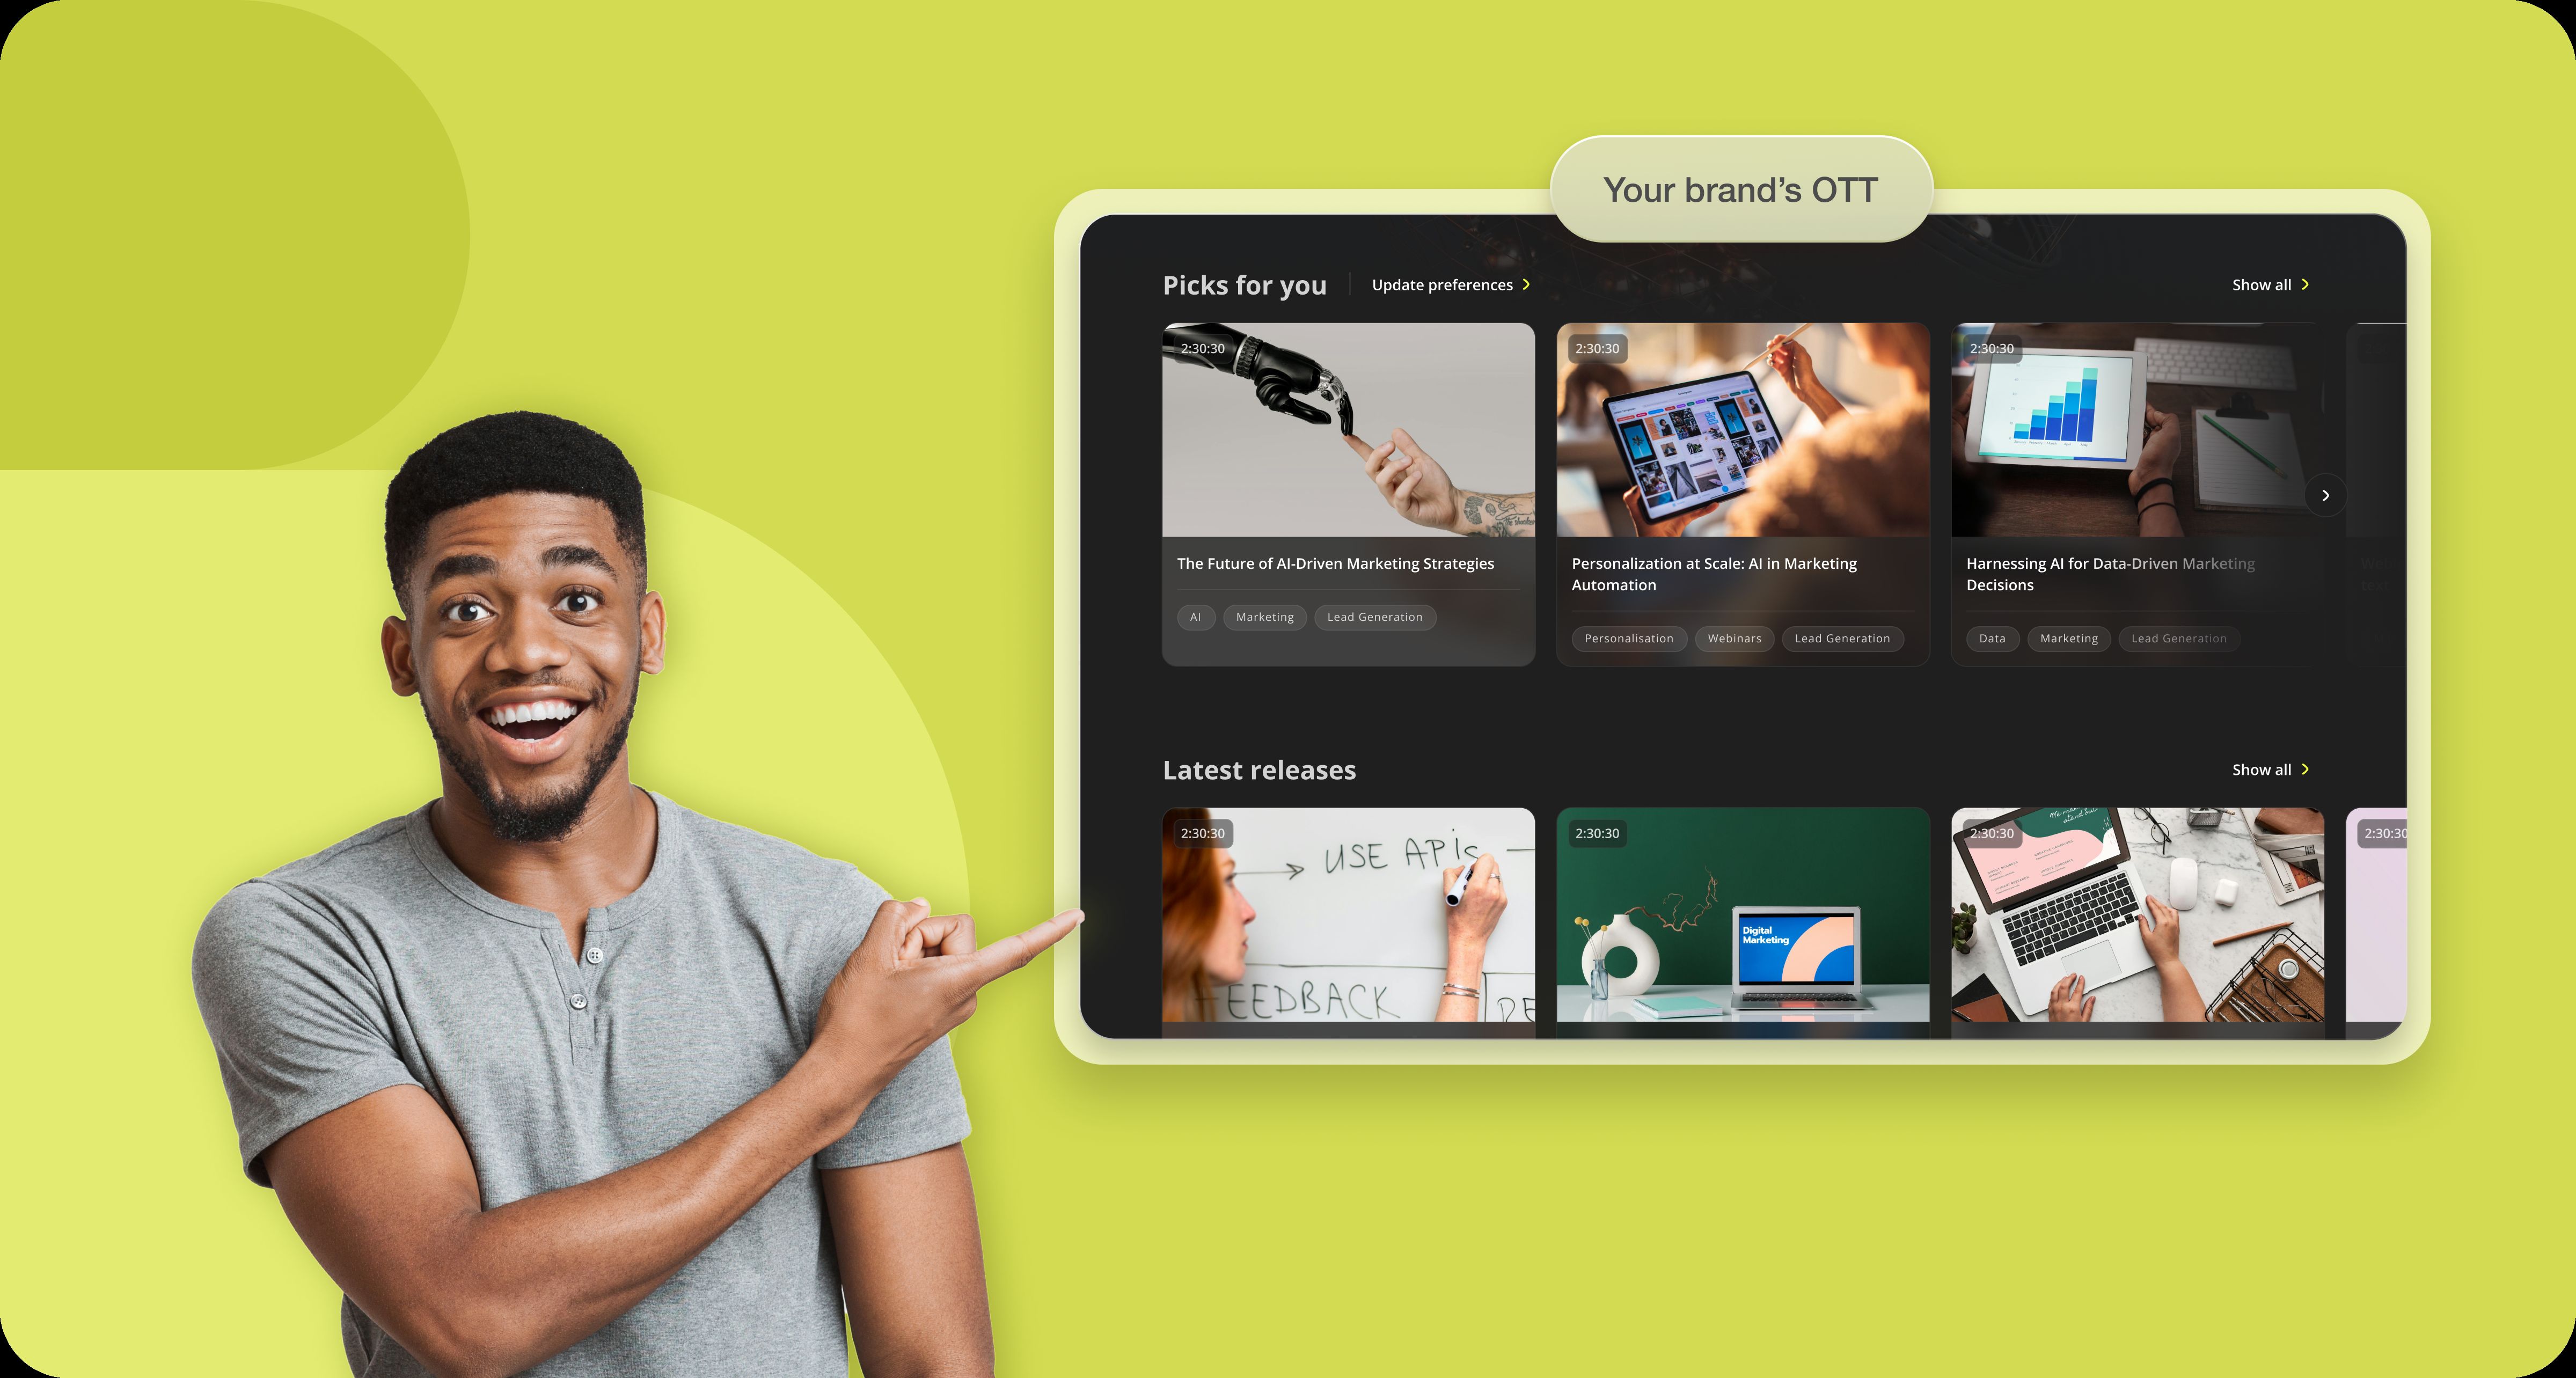 Your brand's OTT
Picks for you
Update preferences
Show all
2:30:30
2:30:30
2:30:30
The Future of AI-Driven Marketing Strategies
AI
Marketing
Lead Generation
Personalization at Scale: AI in Marketing
Automation
Personalisation
Webinars
Lead Generation
Harnessing AI for Data-Driven Marketing
Decisions
Data
Marketing
Lead Generation
Latest releases
Show all
2:30:30
USE APIs
FEEDBACK
2:30:30
Digital
Marketing
2:30:30
2:30:30